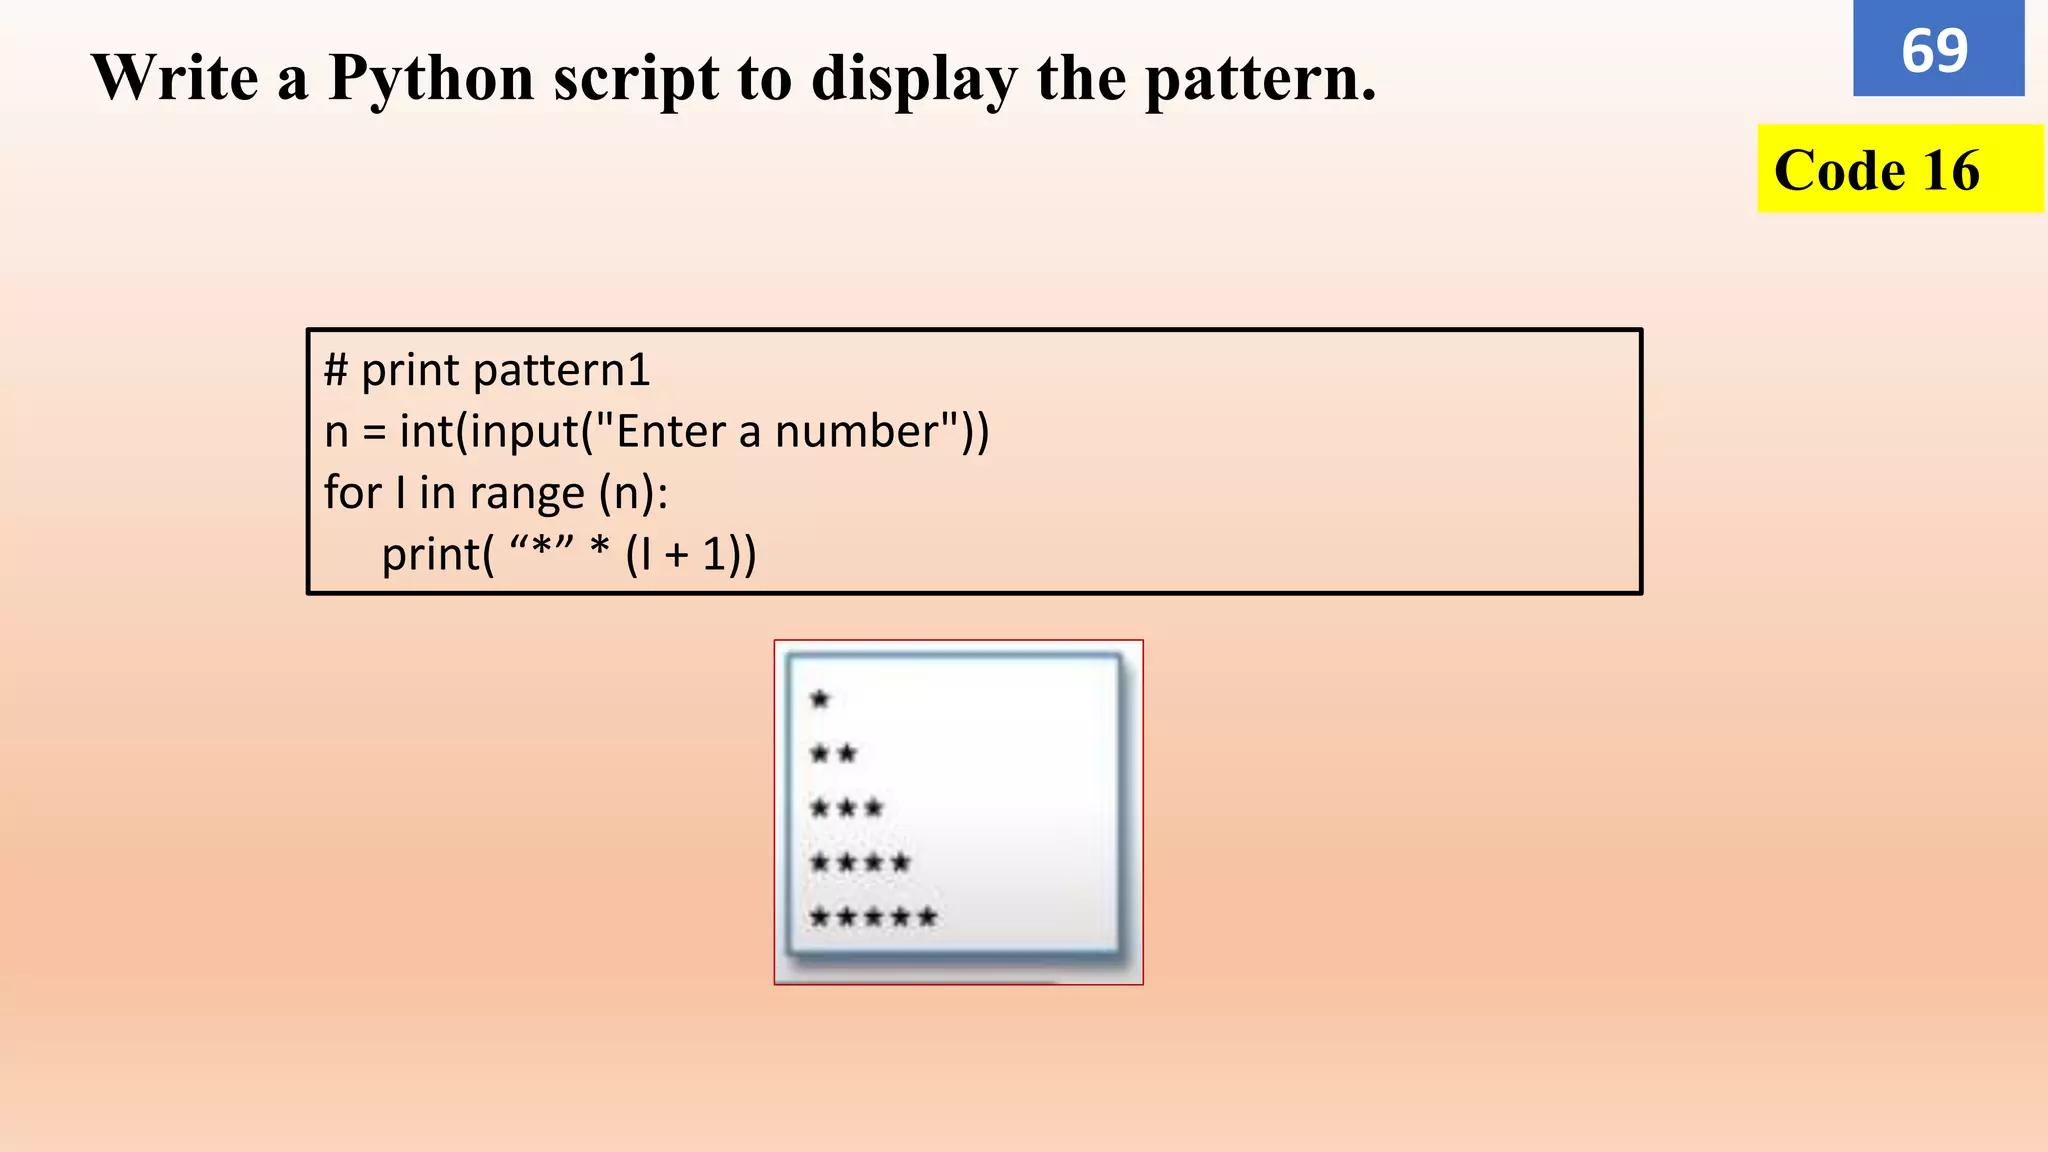 Write a Python script to display the pattern.
69
Code 16
# print pattern1
n = int(input("Enter a number"))
for I in range (n):
print( “*” * (I + 1))
*
**
***
****
*****